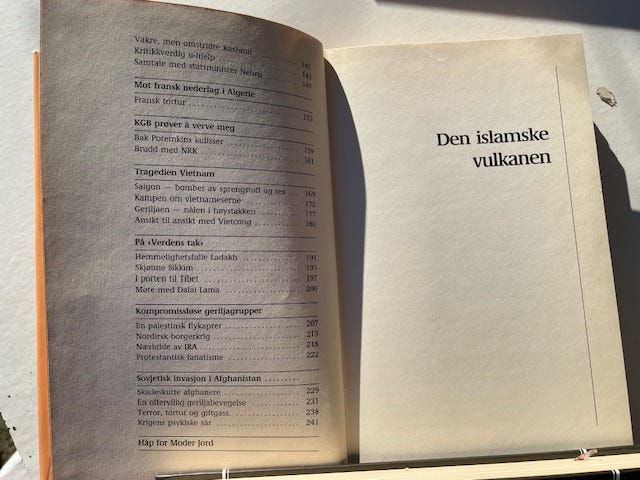 Vakre, men omstridte Kashmir
Kritikkverdig u-hjelp ..... 141
Samtale med statsminister Nehru ..... 143
147
Mot fransk nederlag i Algerie
Fransk tortur ..... 153
KGB prøver å verve meg
Bak Potemkins kulisser ..... 159
Brudd med NRK ..... 161
Tragedien Vietnam
Saigon — bomber av sprengstoff og sex ..... 169
Kampen om vietnameserne ..... 172
Geriljaen — nålen i høystakken ..... 177
Ansikt til ansikt med Vietcong ..... 180
På ‹Verdens tak›
Hemmelighetsfulle Ladakh ..... 191
Skjønne Sikkim ..... 193
I porten til Tibet ..... 197
Møte med Dalai Lama ..... 200
Kompromissløse geriljagrupper
En palestinsk flykaprer ..... 207
Nordirsk borgerkrig ..... 213
Nærbilde av IRA ..... 218
Protestantisk fanatisme ..... 222
Sovjetisk invasjon i Afghanistan .........
Skadeskutte afghanere ..... 229
En offervillig geriljabevegelse ..... 231
Terror, tortur og giftgass. ..... 238
Krigens psykiske sår ..... 241
Håp for Moder Jord
Den islamske
vulkanen